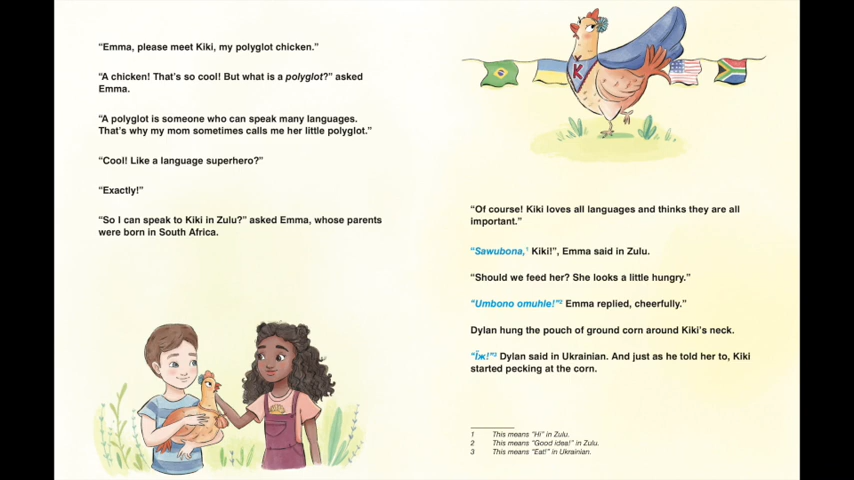 "Emma, please meet Kiki, my polyglot chicken."
"A chicken! That's so cool! But what is a polyglot?" asked
Emma.
"A polyglot is someone who can speak many languages.
That's why my mom sometimes calls me her little polyglot."
"Cool! Like a language superhero?"
"Exactly!"
"So I can speak to Kiki in Zulu?" asked Emma, whose parents
were born in South Africa.
K
"Of course! Kiki loves all languages and thinks they are all
important."
"Sawubona,¹ Kiki!", Emma said in Zulu.
"Should we feed her? She looks a little hungry."
"Umbono omuhle!"² Emma replied, cheerfully."
Dylan hung the pouch of ground corn around Kiki's neck.
"Їж!"³ Dylan said in Ukrainian. And just as he told her to, Kiki
started pecking at the corn.
1 This means "Hi" in Zulu.
2 This means "Good idea!" in Zulu.
3 This means "Eat!" in Ukrainian.